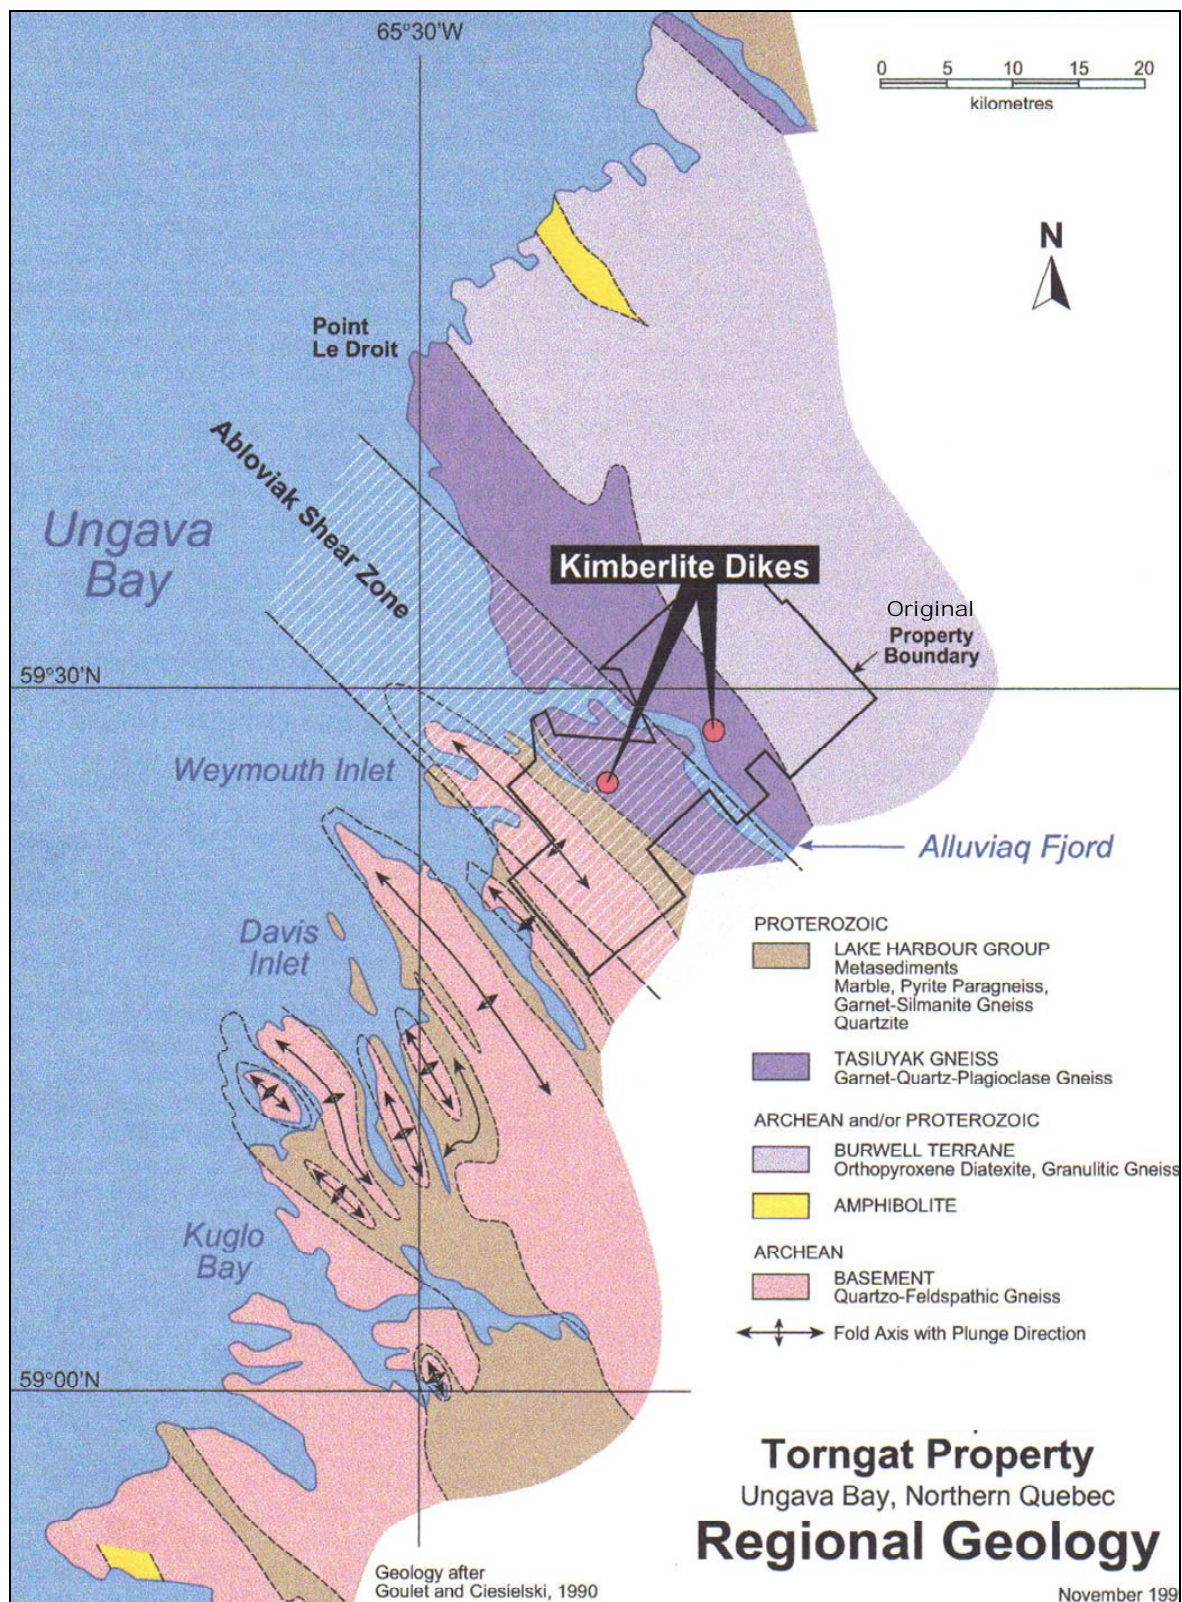 65°30'W
0 5 10 15 20
kilometres
N
Point
Le Droit
Abloviak Shear Zone
Ungava
Bay
Kimberlite Dikes
Original
Property
Boundary
59°30'N
Weymouth Inlet
Alluviaq Fjord
Davis
Inlet
PROTEROZOIC
LAKE HARBOUR GROUP
Metasediments
Marble, Pyrite Paragneiss,
Garnet-Silmanite Gneiss
Quartzite
TASIUYAK GNEISS
Garnet-Quartz-Plagioclase Gneiss
ARCHEAN and/or PROTEROZOIC
BURWELL TERRANE
Orthopyroxene Diatexite, Granulitic Gneiss
AMPHIBOLITE
Kuglo
Bay
ARCHEAN
BASEMENT
Quartzo-Feldspathic Gneiss
Fold Axis with Plunge Direction
59°00'N
Torngat Property
Ungava Bay, Northern Quebec
Regional Geology
Geology after
Goulet and Ciesielski, 1990
November 199